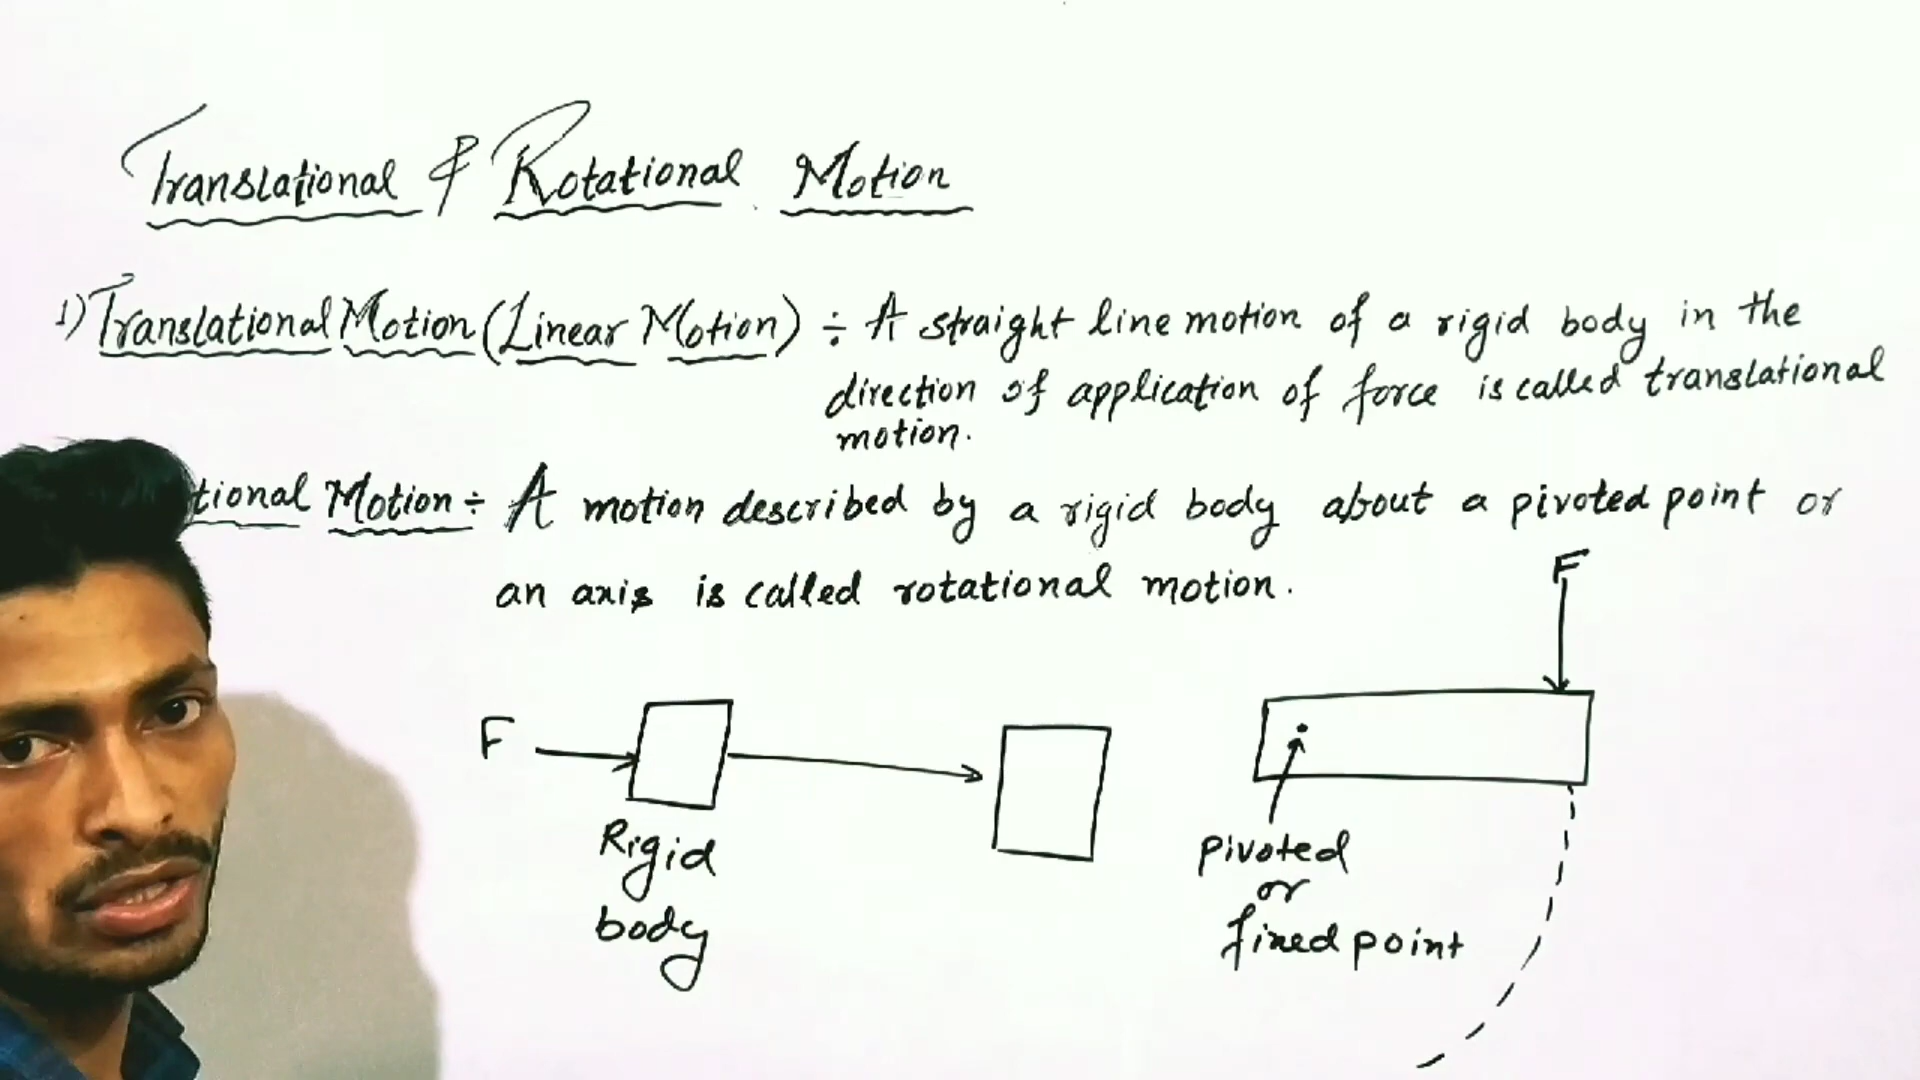 Translational & Rotational Motion
1) Translational Motion (Linear Motion) ÷ A straight line motion of a rigid body in the
direction of application of force is called translational
motion.
tional Motion ÷ A motion described by a rigid body about a pivoted point or
an axis is called rotational motion.
F
F
Rigid
body
Pivoted
or
fixed point